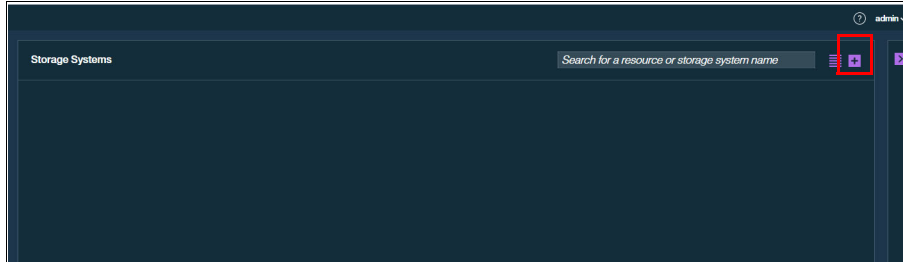 admin
Storage Systems
Search for a resource or storage system name